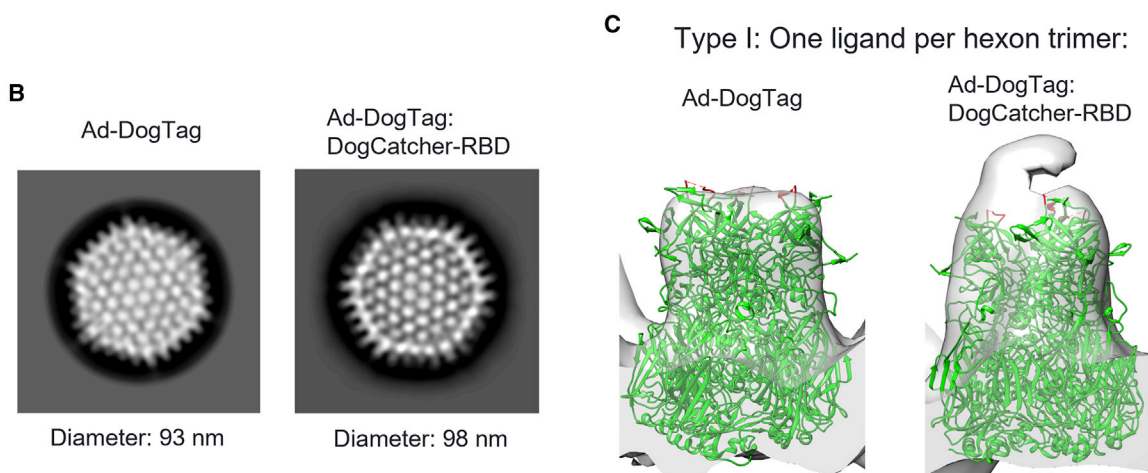 B
Ad-DogTag
Ad-DogTag:
DogCatcher-RBD
Diameter: 93 nm
Diameter: 98 nm
C
Type I: One ligand per hexon trimer:
Ad-DogTag
Ad-DogTag:
DogCatcher-RBD